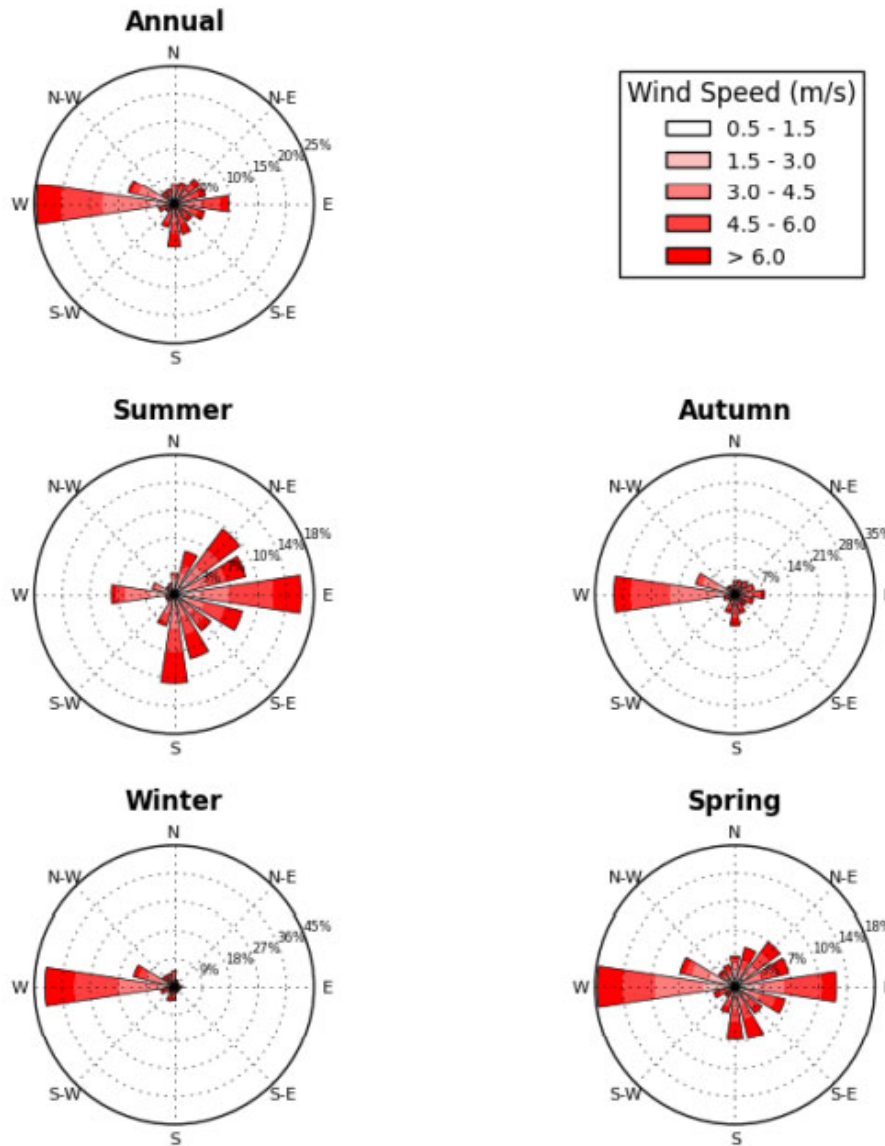 Annual
N
N-W
N-E
W
E
S-W
S-E
S
10%
15%
20%
25%
Wind Speed (m/s)
0.5 - 1.5
1.5 - 3.0
3.0 - 4.5
4.5 - 6.0
> 6.0
Summer
N
N-W
N-E
W
E
S-W
S-E
S
10%
14%
18%
Autumn
N
N-W
N-E
W
S-W
S-E
S
7%
14%
21%
28%
35%
Winter
N
N-W
N-E
W
E
S-W
S-E
S
9%
18%
27%
36%
45%
Spring
N
N-W
N-E
W
S-W
S-E
S
7%
10%
14%
18%